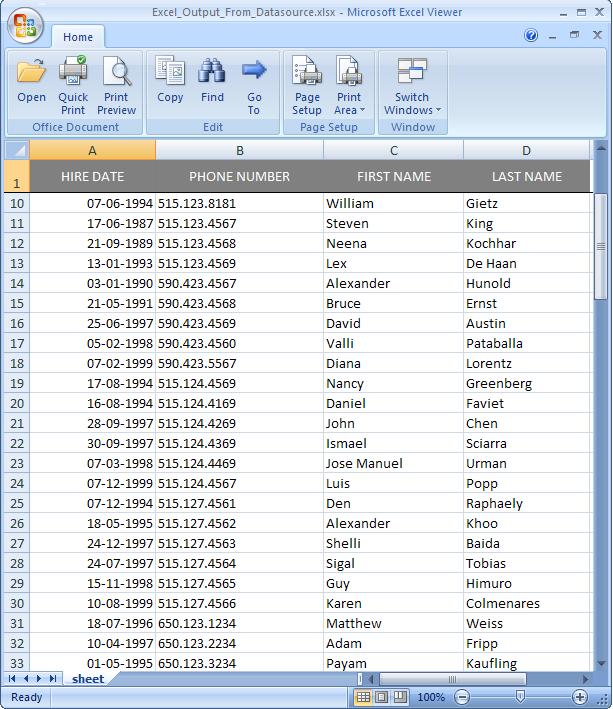 Excel_Output_From_Datasource.xlsx - Microsoft Excel Viewer
Home
Open Quick Print Print Preview Copy Find Go To Page Setup Print Area Switch Windows
Office Document Edit Page Setup Window
A B C D
1 HIRE DATE PHONE NUMBER FIRST NAME LAST NAME
10 07-06-1994 515.123.8181 William Gietz
11 17-06-1987 515.123.4567 Steven King
12 21-09-1989 515.123.4568 Neena Kochhar
13 13-01-1993 515.123.4569 Lex De Haan
14 03-01-1990 590.423.4567 Alexander Hunold
15 21-05-1991 590.423.4568 Bruce Ernst
16 25-06-1997 590.423.4569 David Austin
17 05-02-1998 590.423.4560 Valli Pataballa
18 07-02-1999 590.423.5567 Diana Lorentz
19 17-08-1994 515.124.4569 Nancy Greenberg
20 16-08-1994 515.124.4169 Daniel Faviet
21 28-09-1997 515.124.4269 John Chen
22 30-09-1997 515.124.4369 Ismael Sciarra
23 07-03-1998 515.124.4469 Jose Manuel Urman
24 07-12-1999 515.124.4567 Luis Popp
25 07-12-1994 515.127.4561 Den Raphaely
26 18-05-1995 515.127.4562 Alexander Khoo
27 24-12-1997 515.127.4563 Shelli Baida
28 24-07-1997 515.127.4564 Sigal Tobias
29 15-11-1998 515.127.4565 Guy Himuro
30 10-08-1999 515.127.4566 Karen Colmenares
31 18-07-1996 650.123.1234 Matthew Weiss
32 10-04-1997 650.123.2234 Adam Fripp
33 01-05-1995 650.123.3234 Payam Kaufling
sheet
Ready 100%